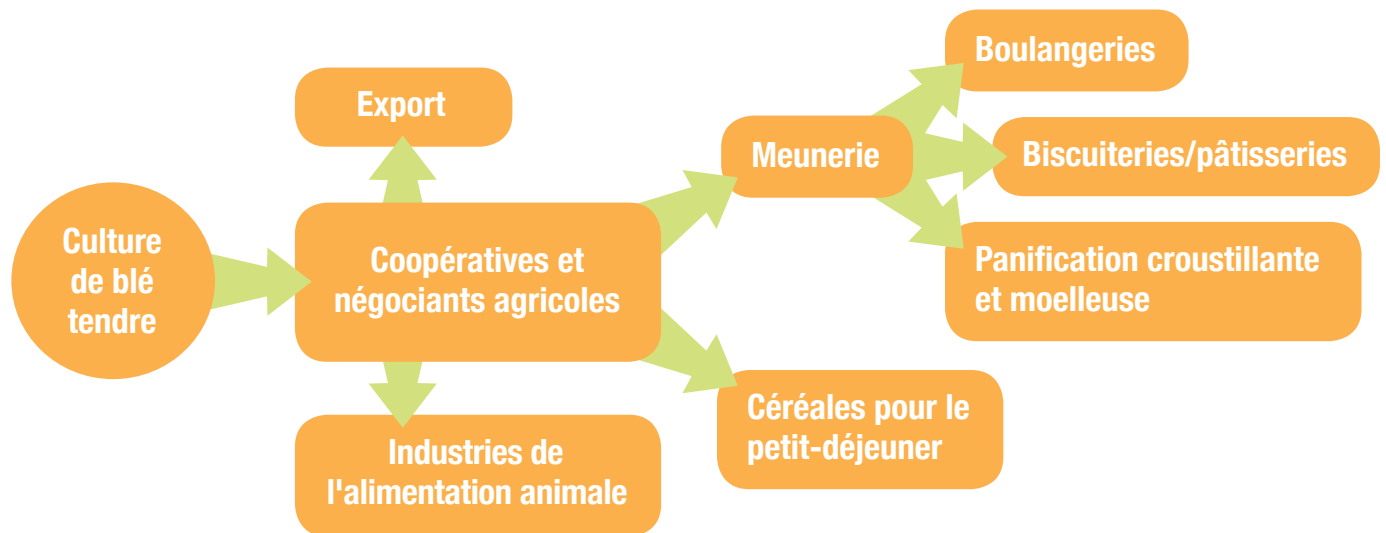 Culture
de blé
tendre
Export
Coopératives et
négociants agricoles
Industries de
l'alimentation animale
Meunerie
Céréales pour le
petit-déjeuner
Boulangeries
Biscuiteries/pâtisseries
Panification croustillante
et moelleuse